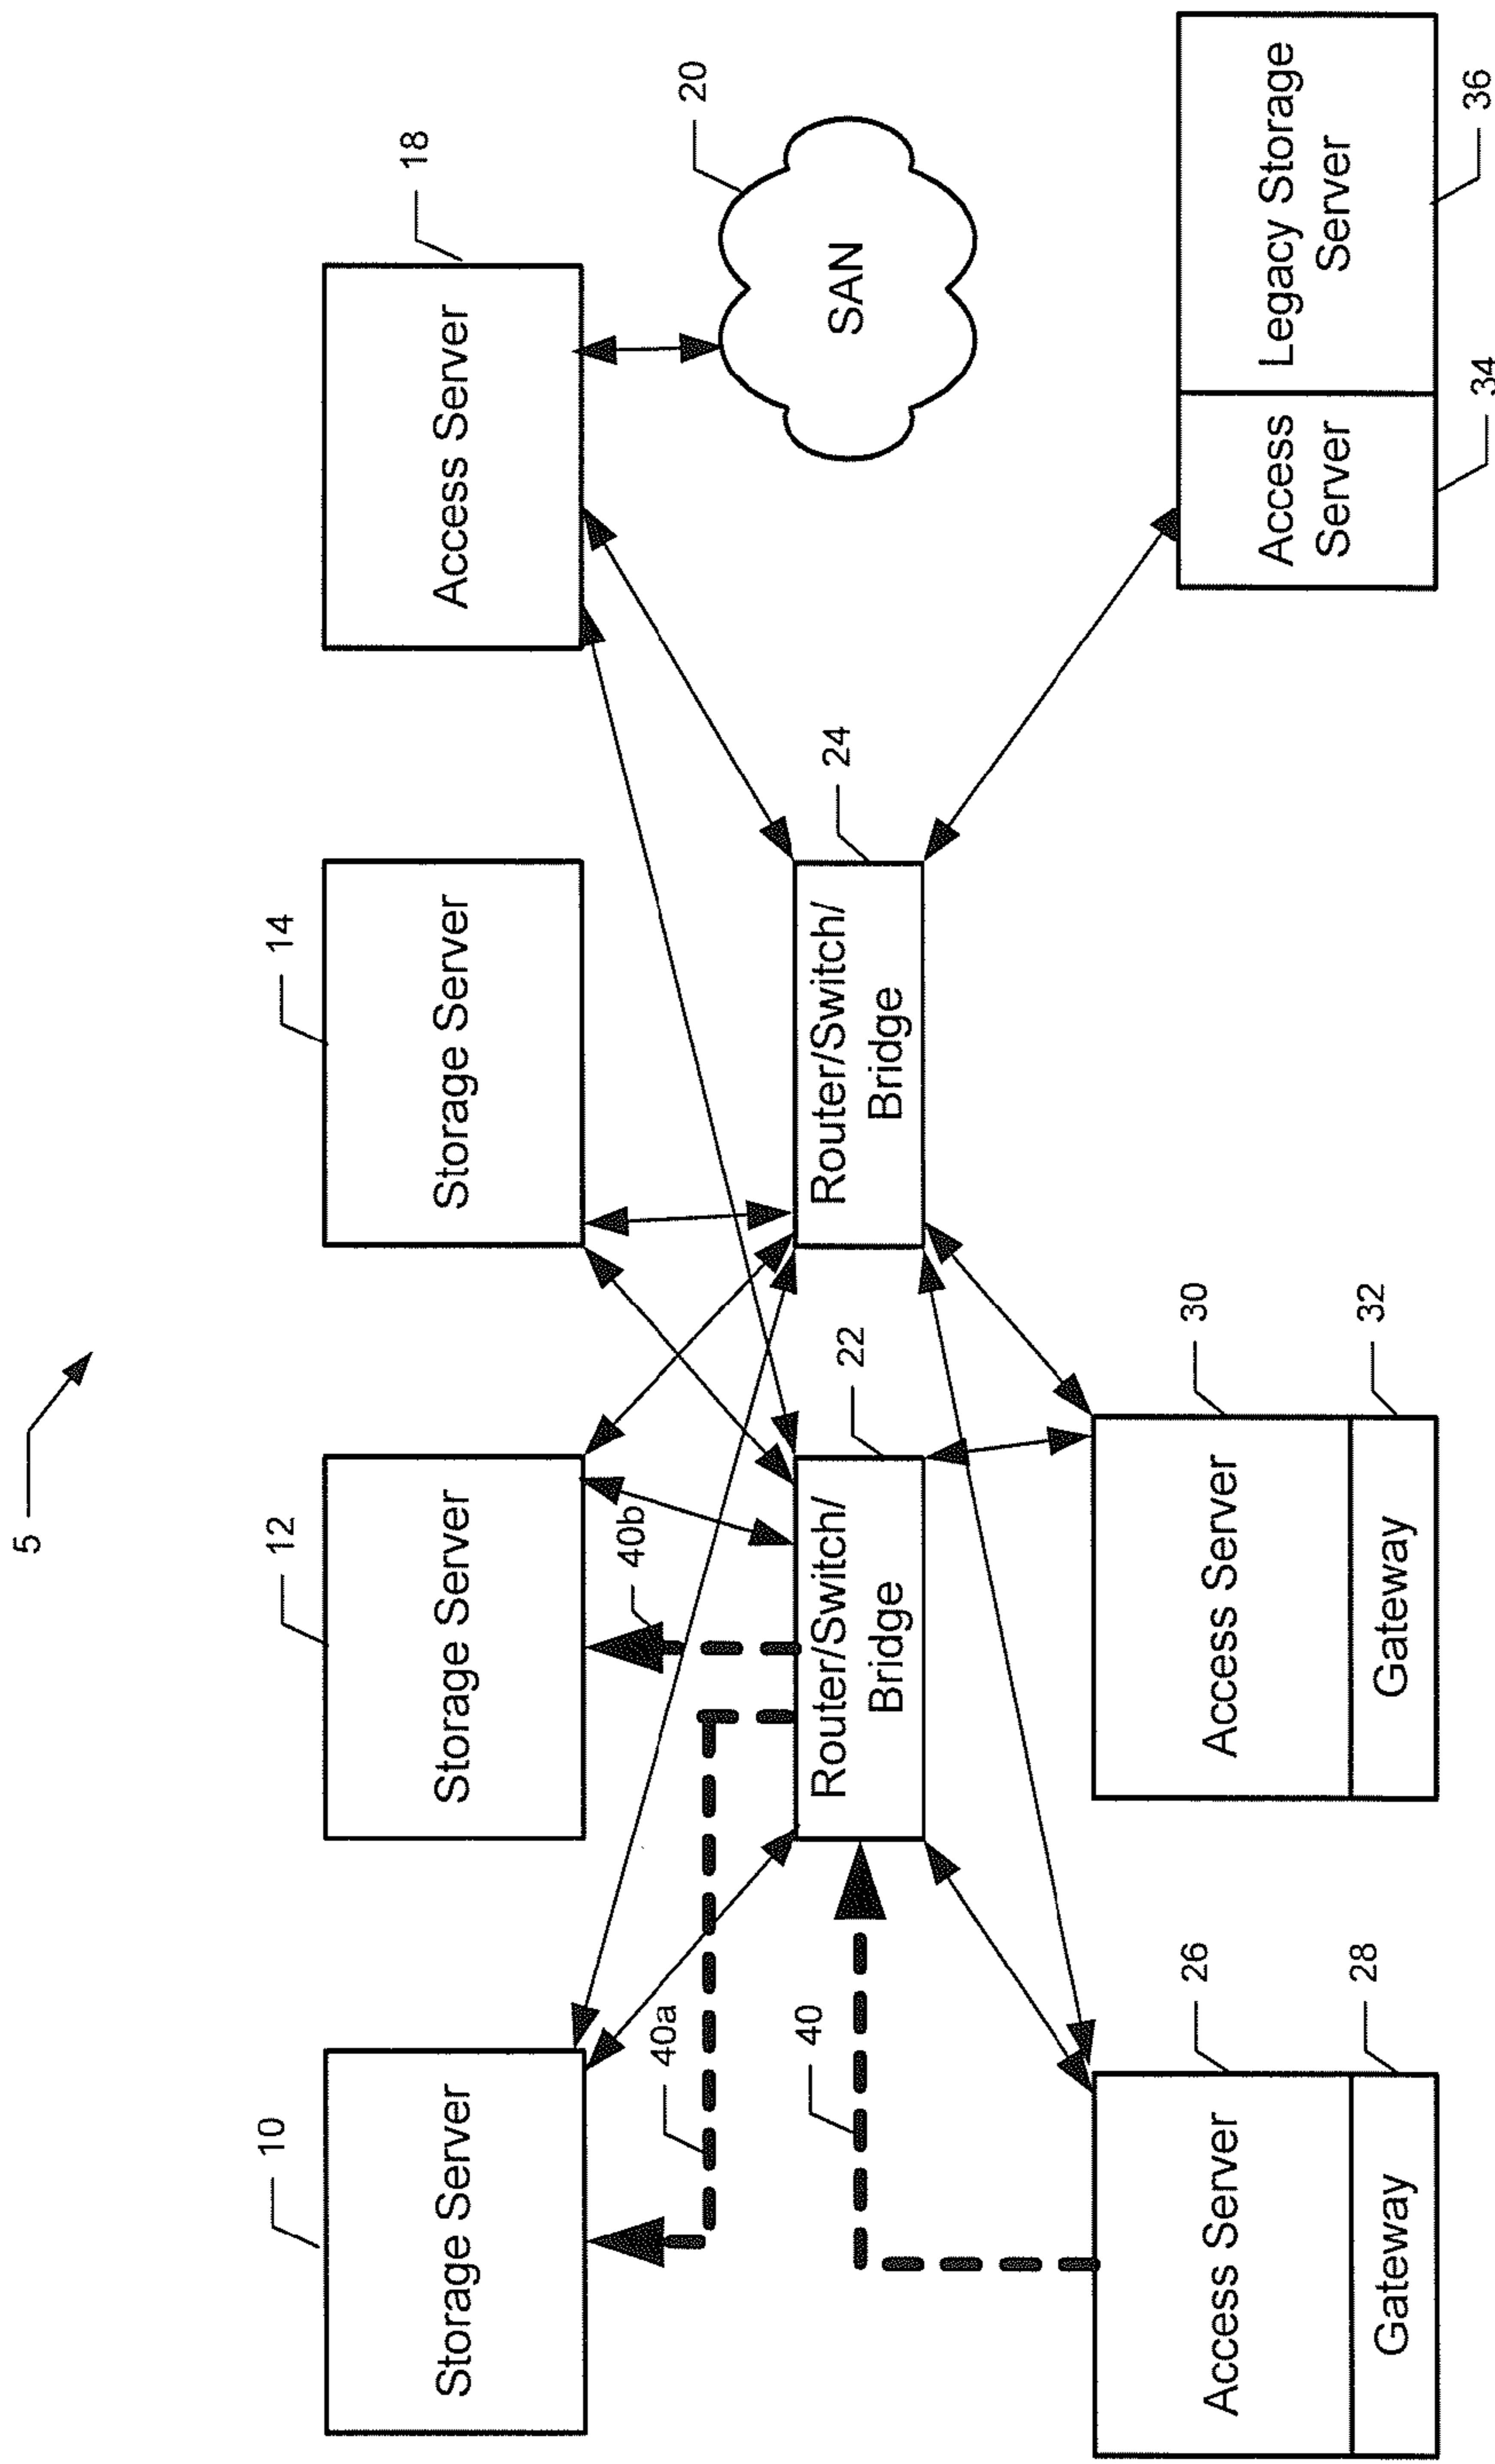 5
10
Storage Server
12
Storage Server
14
Storage Server
18
Access Server
40a
40b
20
SAN
40
22
Router/Switch/
Bridge
24
Router/Switch/
Bridge
26
Access Server
28
Gateway
30
Access Server
32
Gateway
Access
Server
34
Legacy Storage
Server
36